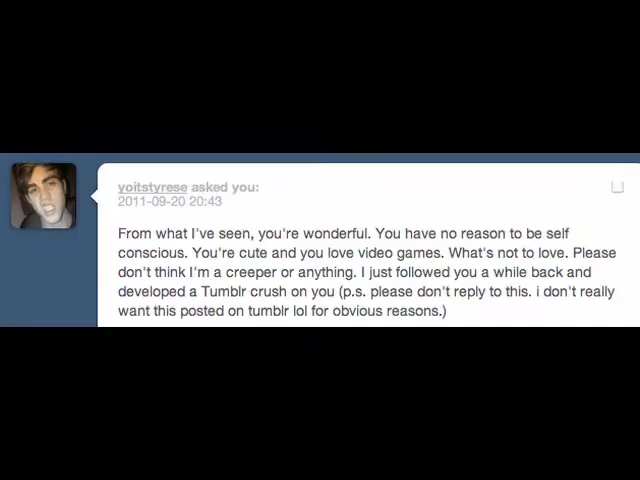 yoitstyrese asked you:
2011-09-20 20:43
From what I've seen, you're wonderful. You have no reason to be self
conscious. You're cute and you love video games. What's not to love. Please
don't think I'm a creeper or anything. I just followed you a while back and
developed a Tumblr crush on you (p.s. please don't reply to this. i don't really
want this posted on tumblr lol for obvious reasons.)